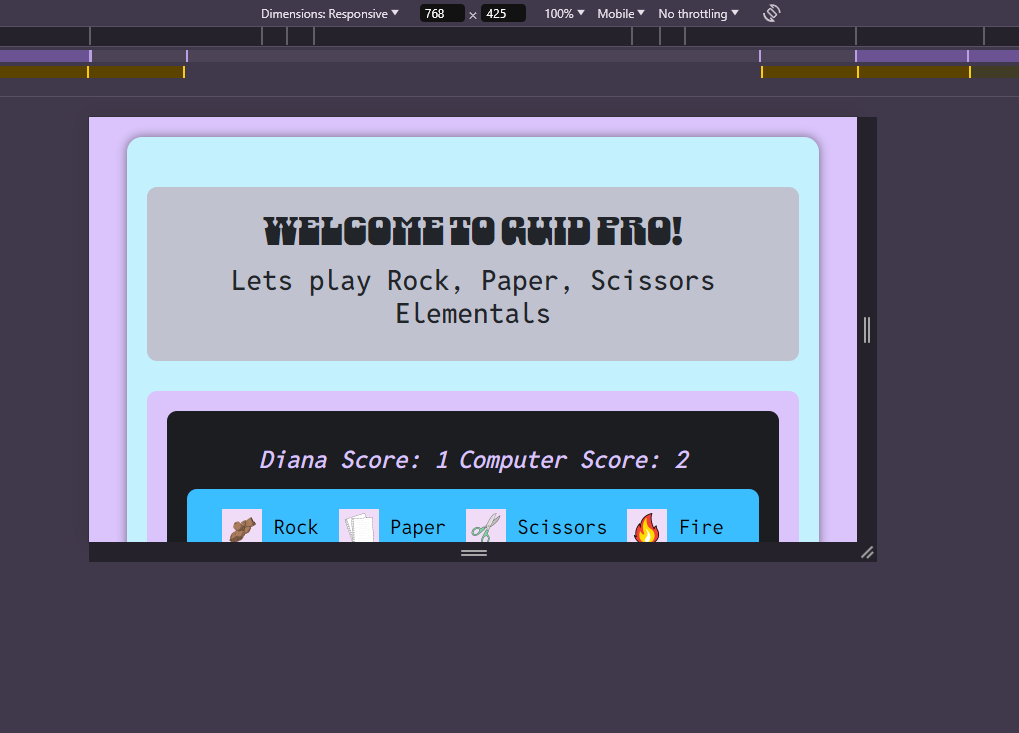 Dimensions: Responsive 768 × 425 100% Mobile No throttling
WELCOME TO QUID PRO!
Lets play Rock, Paper, Scissors
Elementals
Diana Score: 1 Computer Score: 2
Rock Paper Scissors Fire